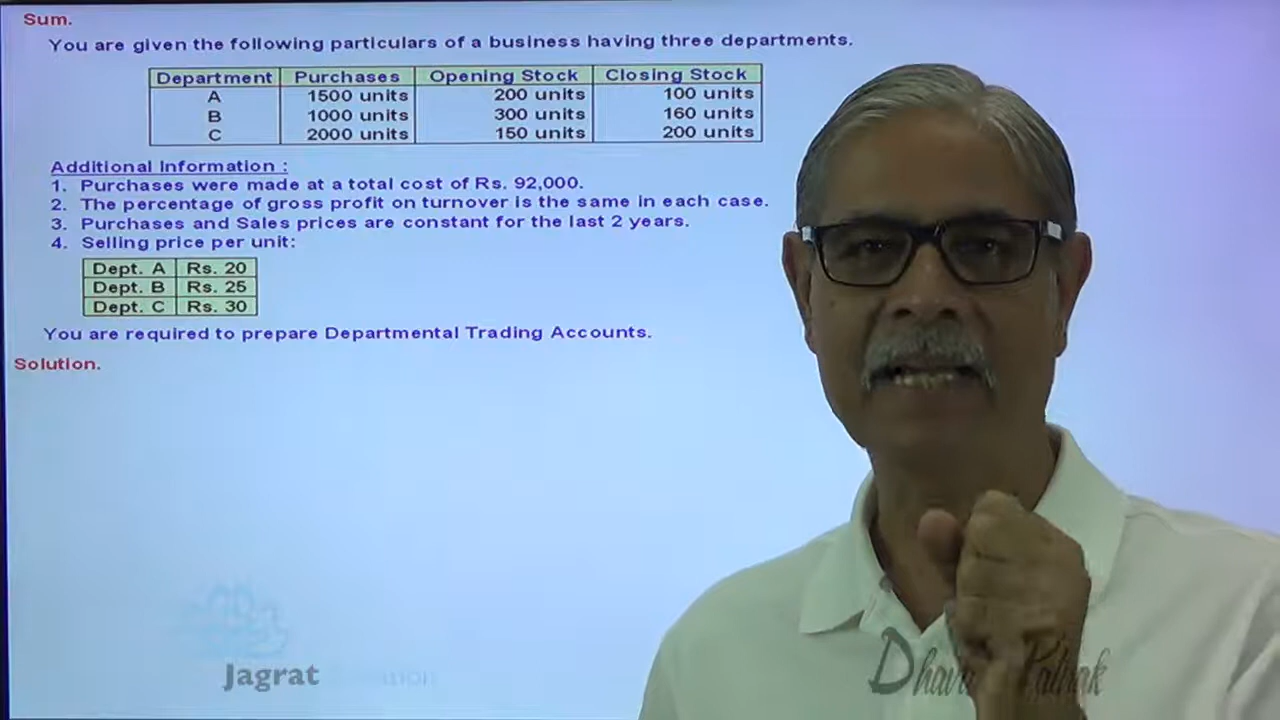 Sum.
You are given the following particulars of a business having three departments.
Department Purchases Opening Stock Closing Stock
A 1500 units 200 units 100 units
B 1000 units 300 units 160 units
C 2000 units 150 units 200 units
Additional Information :
1. Purchases were made at a total cost of Rs. 92,000.
2. The percentage of gross profit on turnover is the same in each case.
3. Purchases and Sales prices are constant for the last 2 years.
4. Selling price per unit:
Dept. A Rs. 20
Dept. B Rs. 25
Dept. C Rs. 30
You are required to prepare Departmental Trading Accounts.
Solution.
Jagrat